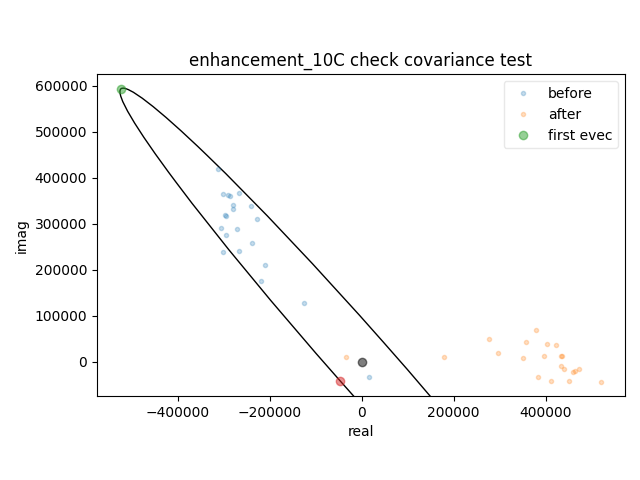 enhancement_10C check covariance test
before
after
first evec
600000
500000
400000
300000
200000
100000
0
imag
−400000 −200000 0 200000 400000
real